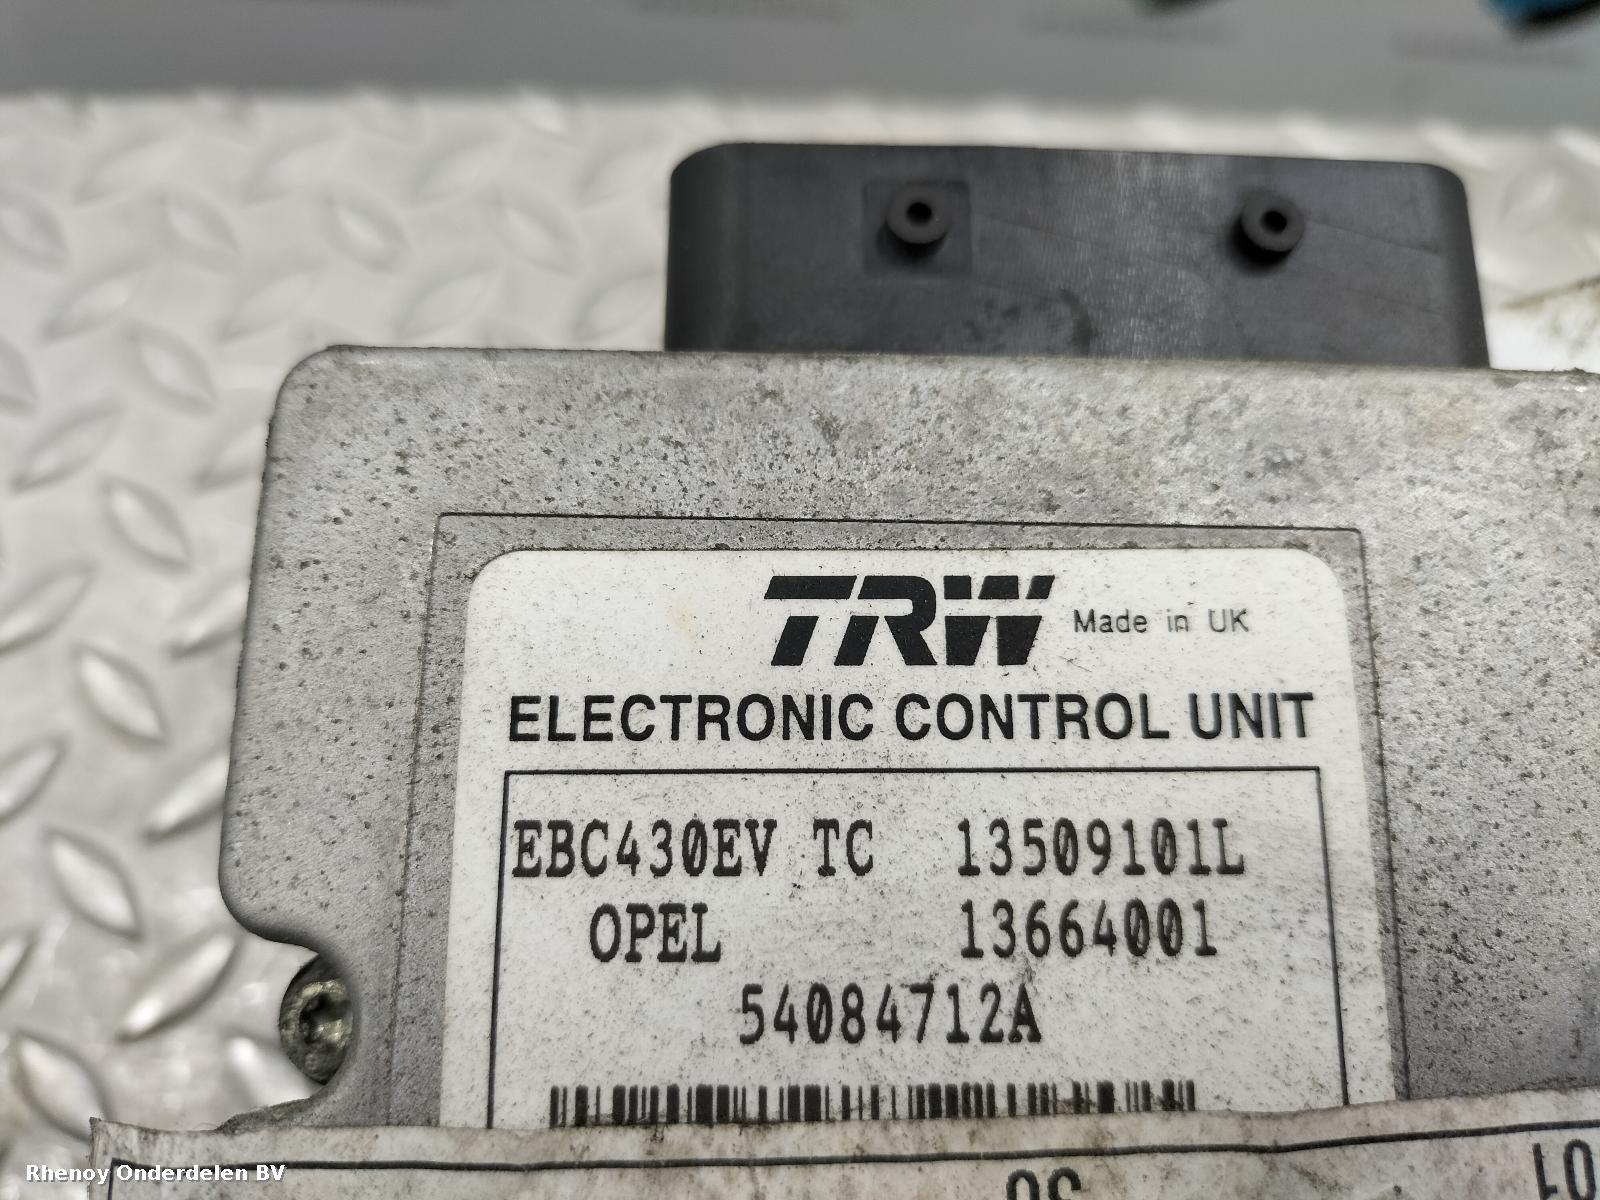 TRW Made in UK
ELECTRONIC CONTROL UNIT
EBC430EV TC 13509101L
OPEL 13664001
54084712A
Rhenoy Onderdelen BV